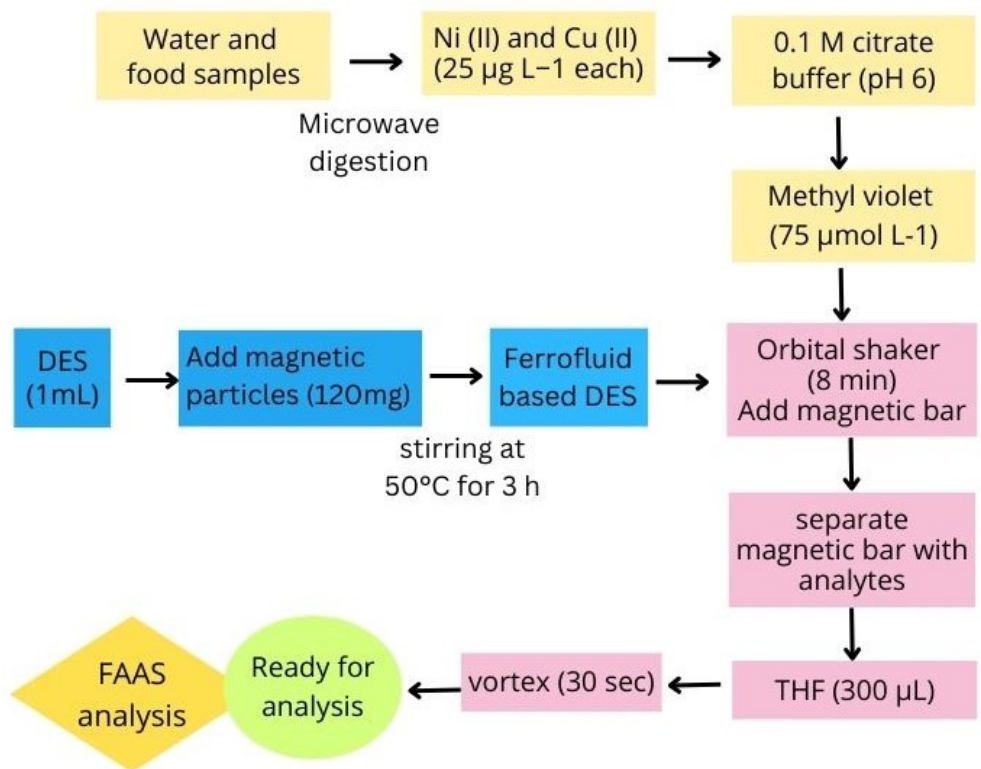 Water and
food samples
Ni (II) and Cu (II)
(25 µg L−1 each)
0.1 M citrate
buffer (pH 6)
Microwave
digestion
Methyl violet
(75 µmol L-1)
DES
(1mL)
Add magnetic
particles (120mg)
Ferrofluid
based DES
Orbital shaker
(8 min)
Add magnetic bar
stirring at
50°C for 3 h
separate
magnetic bar with
analytes
FAAS
analysis
Ready for
analysis
vortex (30 sec)
THF (300 µL)